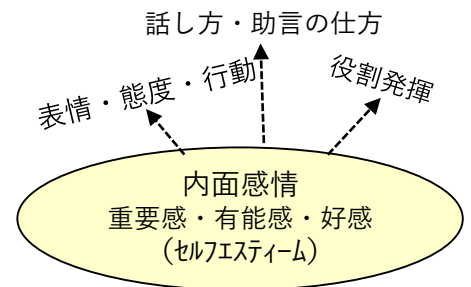 話し方・助言の仕方
表情・態度・行動
役割発揮
内面感情
重要感・有能感・好感
(ｾﾙﾌｴｽﾃｨｰﾑ)